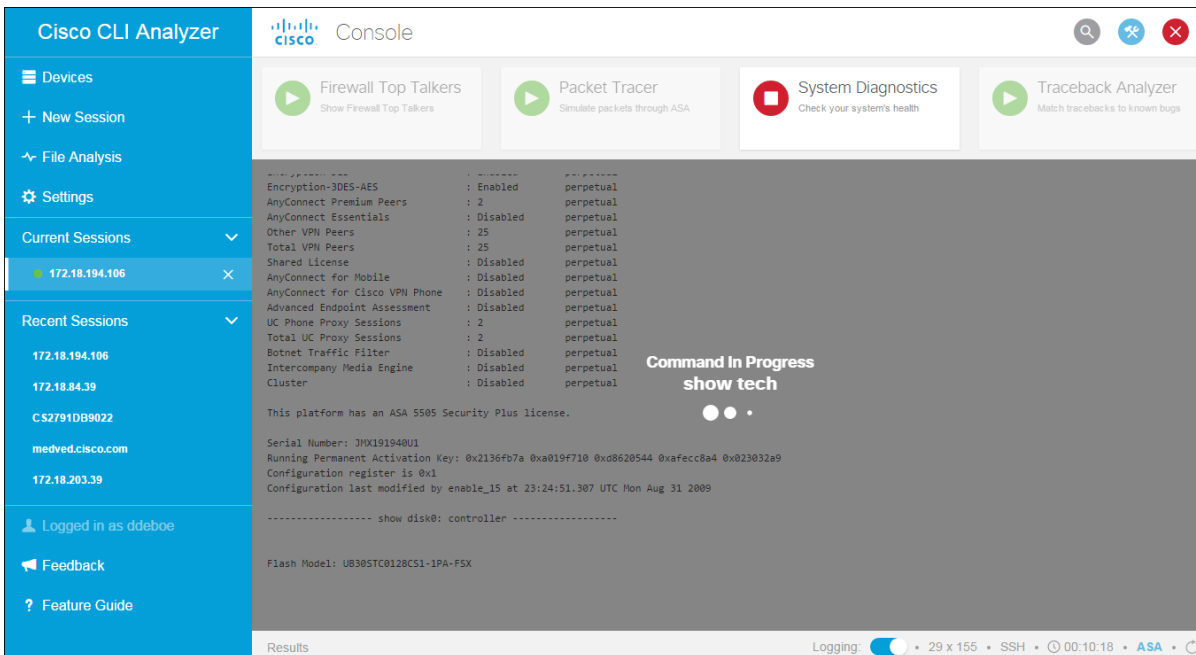 Cisco CLI Analyzer
Devices
New Session
File Analysis
Settings
Current Sessions
172.18.194.106
Recent Sessions
172.18.194.106
172.18.84.39
CS2791DB9022
medved.cisco.com
172.18.203.39
Logged in as ddeboe
Feedback
? Feature Guide
CISCO Console
Firewall Top Talkers
Show Firewall Top Talkers
Packet Tracer
Simulate packets through ASA
System Diagnostics
Check your system's health
Traceback Analyzer
Match tracebacks to known bugs
Encryption-3DES-AES : Enabled perpetual
AnyConnect Premium Peers : 2 perpetual
AnyConnect Essentials : Disabled perpetual
Other VPN Peers : 25 perpetual
Total VPN Peers : 25 perpetual
Shared License : Disabled perpetual
AnyConnect for Mobile : Disabled perpetual
AnyConnect for Cisco VPN Phone : Disabled perpetual
Advanced Endpoint Assessment : Disabled perpetual
UC Phone Proxy Sessions : 2 perpetual
Total UC Proxy Sessions : 2 perpetual
Botnet Traffic Filter : Disabled perpetual
Intercompany Media Engine : Disabled perpetual
Cluster : Disabled perpetual
This platform has an ASA 5505 Security Plus license.
Serial Number: JMX191940U1
Running Permanent Activation Key: 0x2136fb7a 0xa019f710 0xd8620544 0xafecc8a4 0x023032a9
Configuration register is 0x1
Configuration last modified by enable_15 at 23:24:51.307 UTC Mon Aug 31 2009
------------------ show disk0: controller ------------------
Flash Model: UB30STC0128CS1-1PA-FSX
Command In Progress
show tech
Results
Logging: • 29 x 155 • SSH • 00:10:18 • ASA •